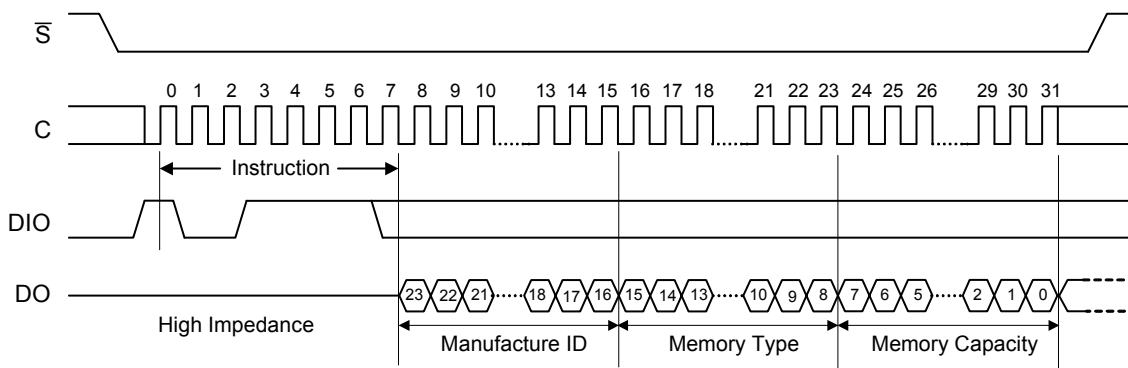 S
0 1 2 3 4 5 6 7 8 9 10 13 14 15 16 17 18 21 22 23 24 25 26 29 30 31
C
Instruction
DIO
DO
23 22 21 18 17 16 15 14 13 10 9 8 7 6 5 2 1 0
High Impedance
Manufacture ID
Memory Type
Memory Capacity